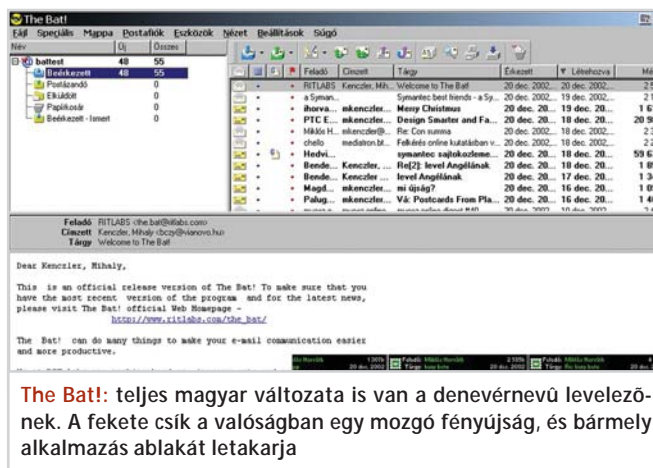 The Bat!
Fájl Speciális Mappa Postafiók Eszközök Nézet Beállítások Súgó
Név Új Összes
battest 48 55
Beérkezett 48 55
Postázandó 0
Elküldött 0
Papírkosár 0
Beérkezett - Ismert 0
Feladó Címzett Tárgy Érkezett Létrehozva
RITLABS Kenczler, Mih... Welcome to The Bat! 20 dec. 2002,... 20 dec. 2002,...
a Syman... Symantec best friends - a Sy... 20 dec. 2002,... 19 dec. 2002,...
ihorva... mkenczler... Merry Christmus 20 dec. 20... 19 dec. 20...
PTC E... mkenczler... Design Smarter and Fa... 20 dec. 20... 18 dec. 20...
Miklós H... mkenczler@... Re: Con summa 20 dec. 2002,... 18 dec. 2002,...
chello mediatron.bt... Felkérés online kutatásban v... 20 dec. 2002,... 18 dec. 2002,...
Hedvi... symantec sajtokozleme... 20 dec. 20... 18 dec. 20...
Bende... Kenczler, ... Re[2]: level Angélának 20 dec. 20... 18 dec. 20...
Bende... Kenczler ... level Angélának. 20 dec. 20... 17 dec. 20...
Magd... mkenczler... mi újság? 20 dec. 20... 16 dec. 20...
Palug... mkenczler... Vá: Postcards From Pla... 20 dec. 20... 16 dec. 20...
Feladó RITLABS <the.bat@ritlabs.com>
Címzett Kenczler, Mihaly <bczy@vianovo.hu>
Tárgy Welcome to The Bat!
Dear Kenczler, Mihaly,
This is an official release version of The Bat! To make sure that you
have the most recent version of the program and for the latest news,
please visit The Bat! official Web Homepage -
http://www.ritlabs.com/the_bat/
The Bat! can do many things to make your e-mail communication easier
and more productive.
The Bat!: teljes magyar változata is van a denevérnevû levelezõ-
nek. A fekete csík a valóságban egy mozgó fényújság, és bármely
alkalmazás ablakát letakarja